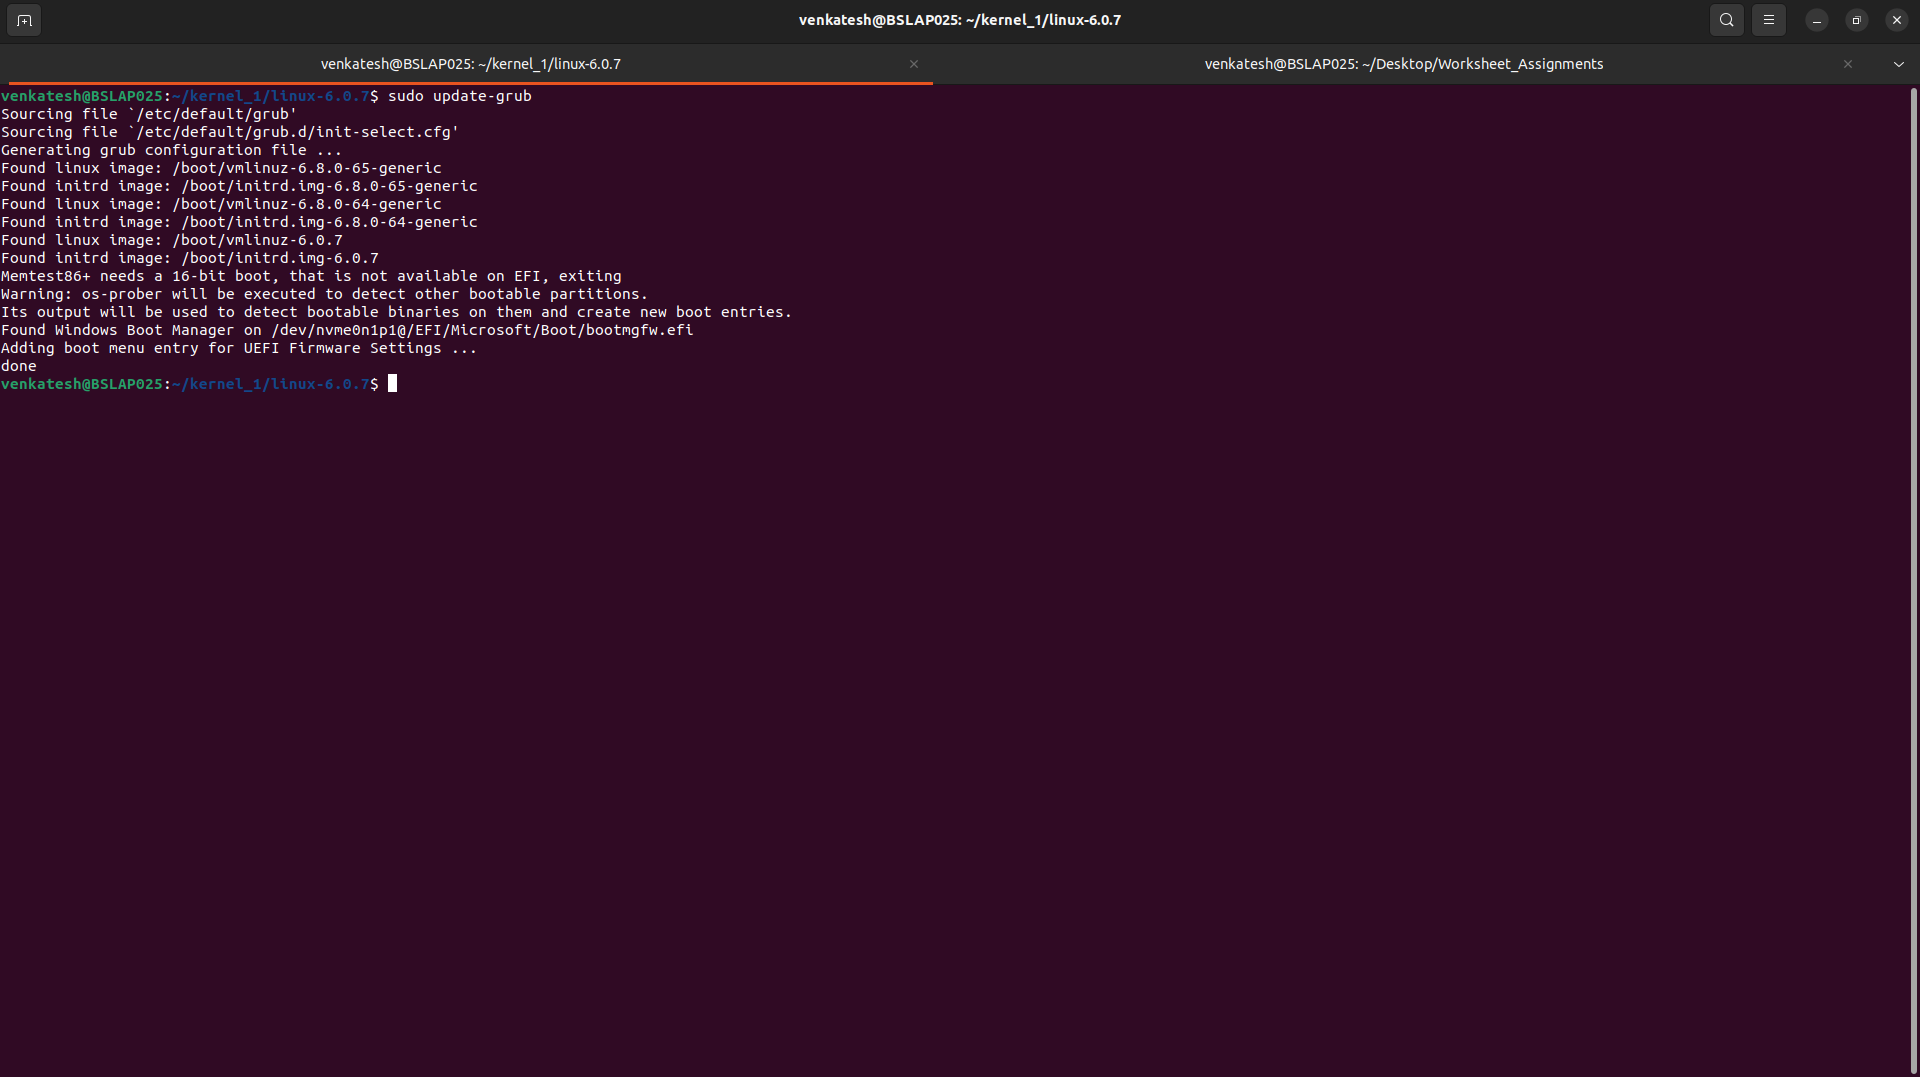 venkatesh@BSLAP025: ~/kernel_1/linux-6.0.7
venkatesh@BSLAP025: ~/kernel_1/linux-6.0.7
venkatesh@BSLAP025: ~/Desktop/Worksheet_Assignments
venkatesh@BSLAP025:~/kernel_1/linux-6.0.7$ sudo update-grub
Sourcing file `/etc/default/grub'
Sourcing file `/etc/default/grub.d/init-select.cfg'
Generating grub configuration file ...
Found linux image: /boot/vmlinuz-6.8.0-65-generic
Found initrd image: /boot/initrd.img-6.8.0-65-generic
Found linux image: /boot/vmlinuz-6.8.0-64-generic
Found initrd image: /boot/initrd.img-6.8.0-64-generic
Found linux image: /boot/vmlinuz-6.0.7
Found initrd image: /boot/initrd.img-6.0.7
Memtest86+ needs a 16-bit boot, that is not available on EFI, exiting
Warning: os-prober will be executed to detect other bootable partitions.
Its output will be used to detect bootable binaries on them and create new boot entries.
Found Windows Boot Manager on /dev/nvme0n1p1@/EFI/Microsoft/Boot/bootmgfw.efi
Adding boot menu entry for UEFI Firmware Settings ...
done
venkatesh@BSLAP025:~/kernel_1/linux-6.0.7$